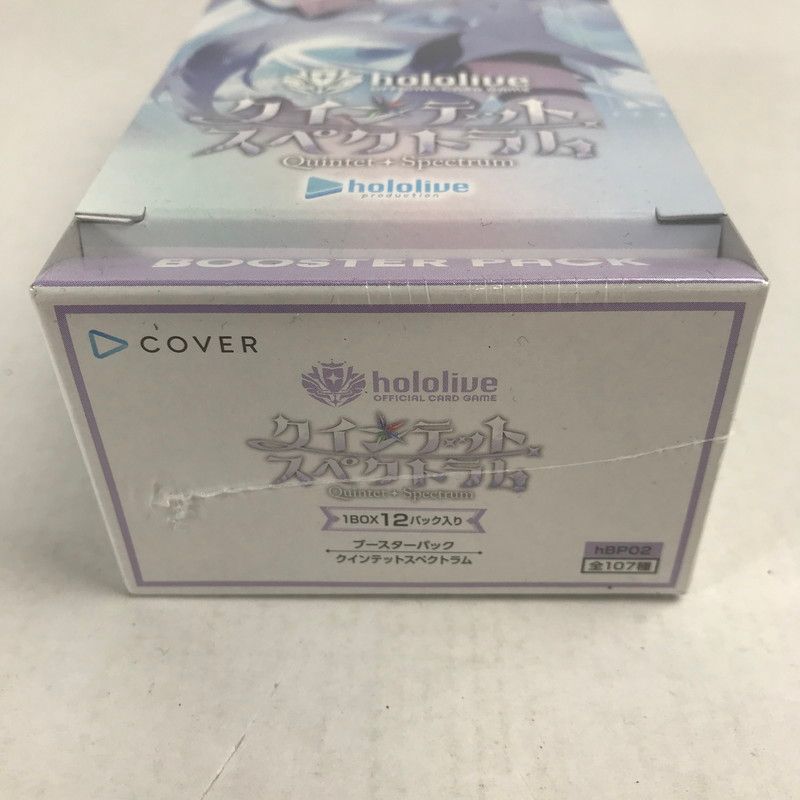 hololive
OFFICIAL CARD GAME
クインテット
スペクトラム
Quintet Spectrum
hololive
production
BOOSTER PACK
COVER
hololive
OFFICIAL CARD GAME
クインテット
スペクトラム
Quintet Spectrum
1BOX12パック入り
ブースターパック
クインテットスペクトラム
hBP02
全107種